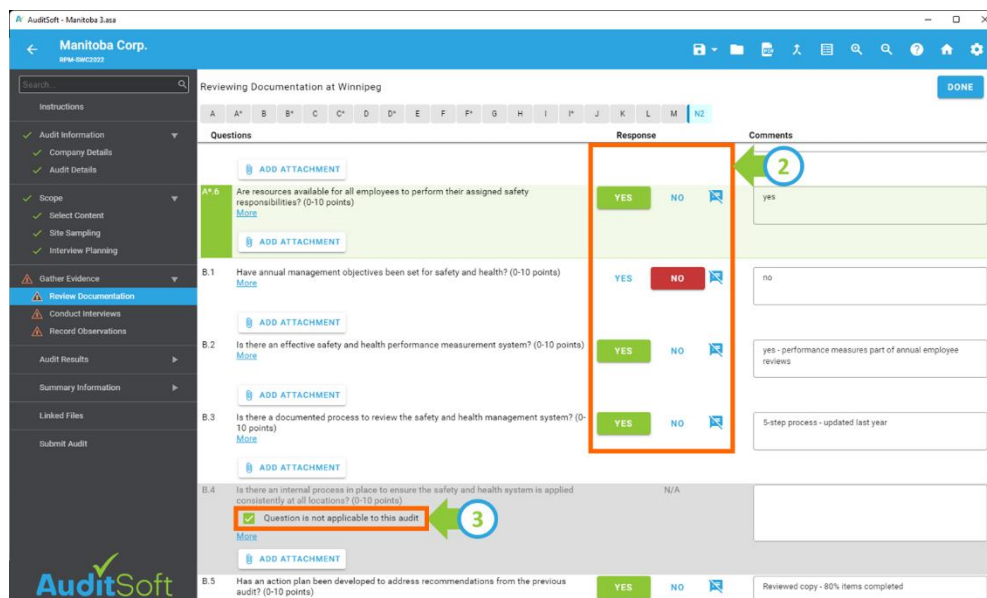 AuditSoft - Manitoba 3.asa
Manitoba Corp.
RPM-SWC2022
Search...
Instructions
Audit Information
Company Details
Audit Details
Scope
Select Content
Site Sampling
Interview Planning
Gather Evidence
Review Documentation
Conduct Interviews
Record Observations
Audit Results
Summary Information
Linked Files
Submit Audit
AuditSoft
Reviewing Documentation at Winnipeg
DONE
A A* B B* C C* D D* E F F* G H I I* J K L M N2
Questions Response Comments
ADD ATTACHMENT
2
A*.6 Are resources available for all employees to perform their assigned safety
responsibilities? (0-10 points)
More
YES NO
yes
ADD ATTACHMENT
B.1 Have annual management objectives been set for safety and health? (0-10 points)
More
YES NO
no
ADD ATTACHMENT
B.2 Is there an effective safety and health performance measurement system? (0-10 points)
More
YES NO
yes - performance measures part of annual employee
reviews
ADD ATTACHMENT
B.3 Is there a documented process to review the safety and health management system? (0-
10 points)
More
YES NO
5-step process - updated last year
ADD ATTACHMENT
B.4 Is there an internal process in place to ensure the safety and health system is applied
consistently at all locations? (0-10 points)
N/A
Question is not applicable to this audit
3
More
ADD ATTACHMENT
B.5 Has an action plan been developed to address recommendations from the previous
audit? (0-10 points)
YES NO
Reviewed copy - 80% items completed